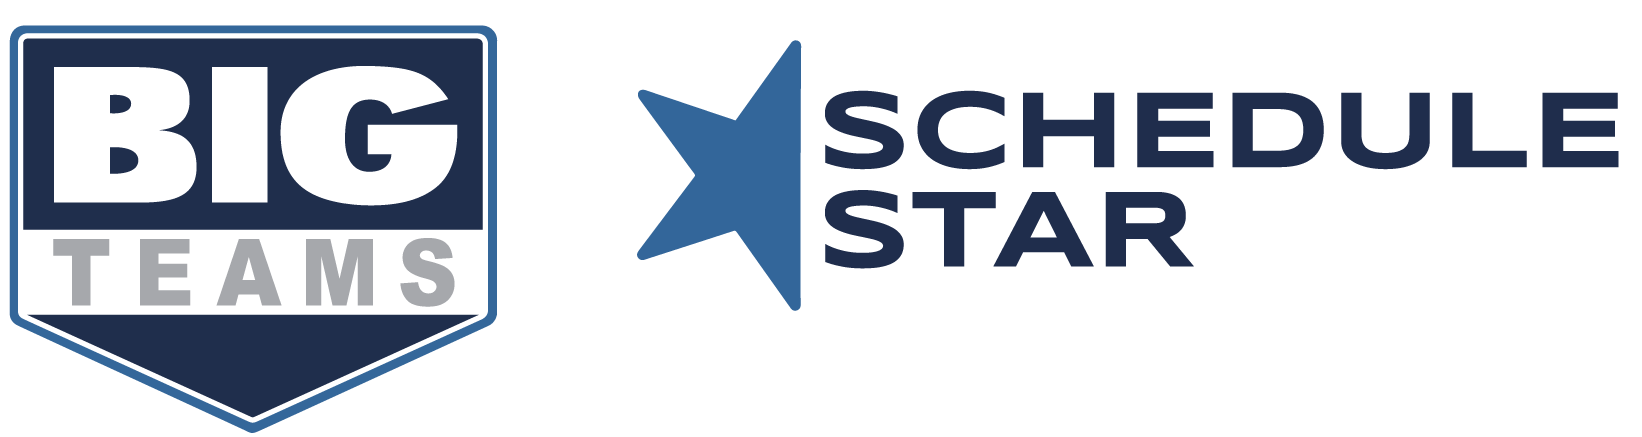 BIG
TEAMS
SCHEDULE
STAR